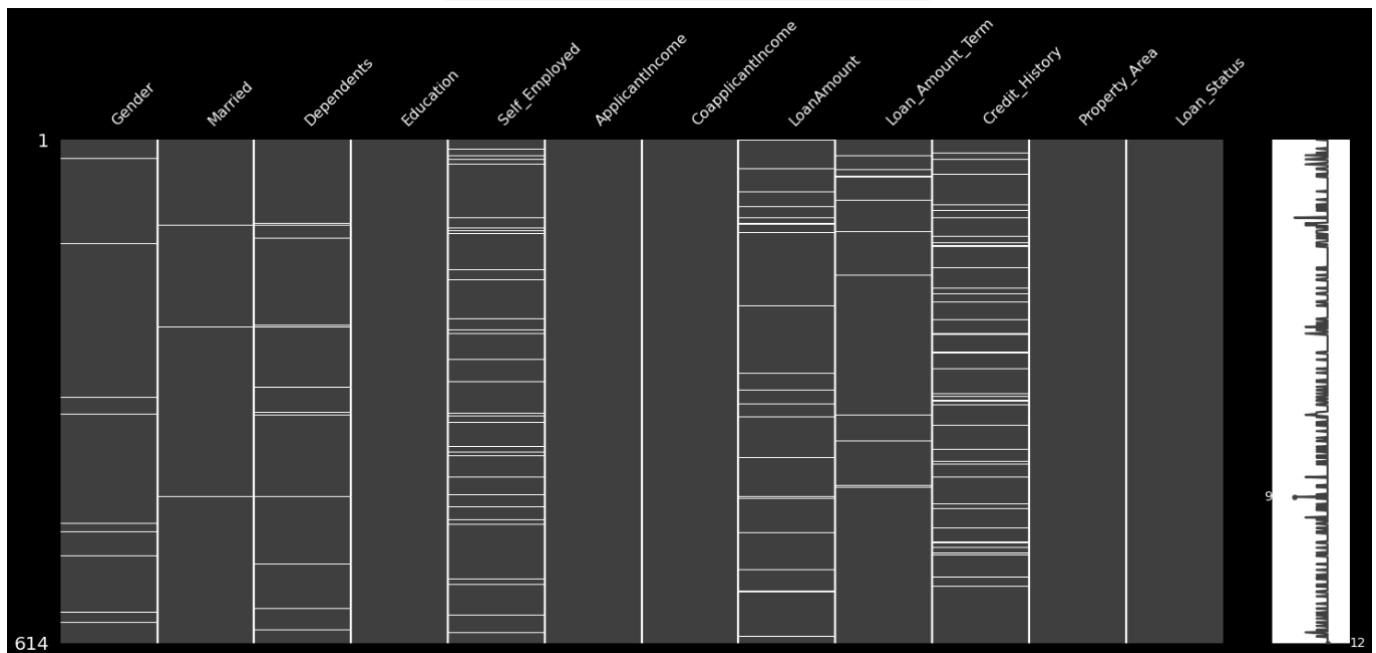 Gender
Married
Dependents
Education
Self_Employed
ApplicantIncome
CoapplicantIncome
LoanAmount
Loan_Amount_Term
Credit_History
Property_Area
Loan_Status
1
9
614
12